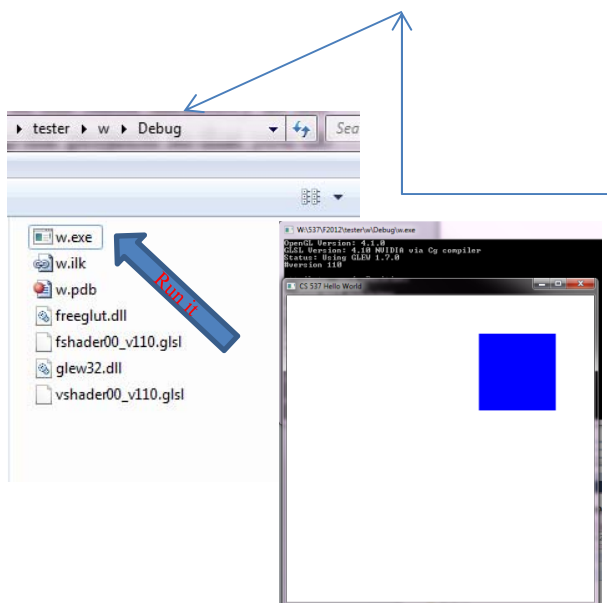 tester w Debug Sea
w.exe
w.ilk
w.pdb
freeglut.dll
fshader00_v110.glsl
glew32.dll
vshader00_v110.glsl
Run it
W:\537\F2012\tester\w\Debug\w.exe
OpenGL Version: 4.1.0
GLSL Version: 4.10 NVIDIA via Cg compiler
Status: Using GLEW 1.7.0
#version 110
CS 537 Hello World